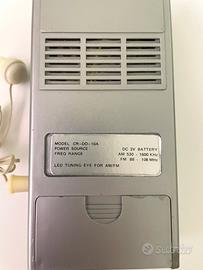 MODEL CR-DD-10A
POWER SOURCE DC 3V BATTERY
FREQ RANGE AM 530 - 1600 KHz
FM 88 - 108 MHz
LED TUNING EYE FOR AM/FM
Subito